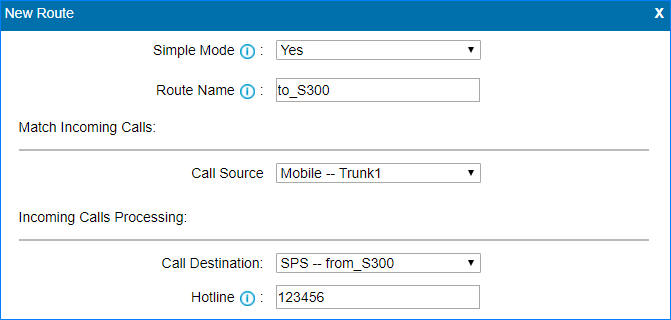 New Route X
Simple Mode i : Yes
Route Name i : to_S300
Match Incoming Calls:
Call Source Mobile -- Trunk1
Incoming Calls Processing:
Call Destination: SPS -- from_S300
Hotline i : 123456